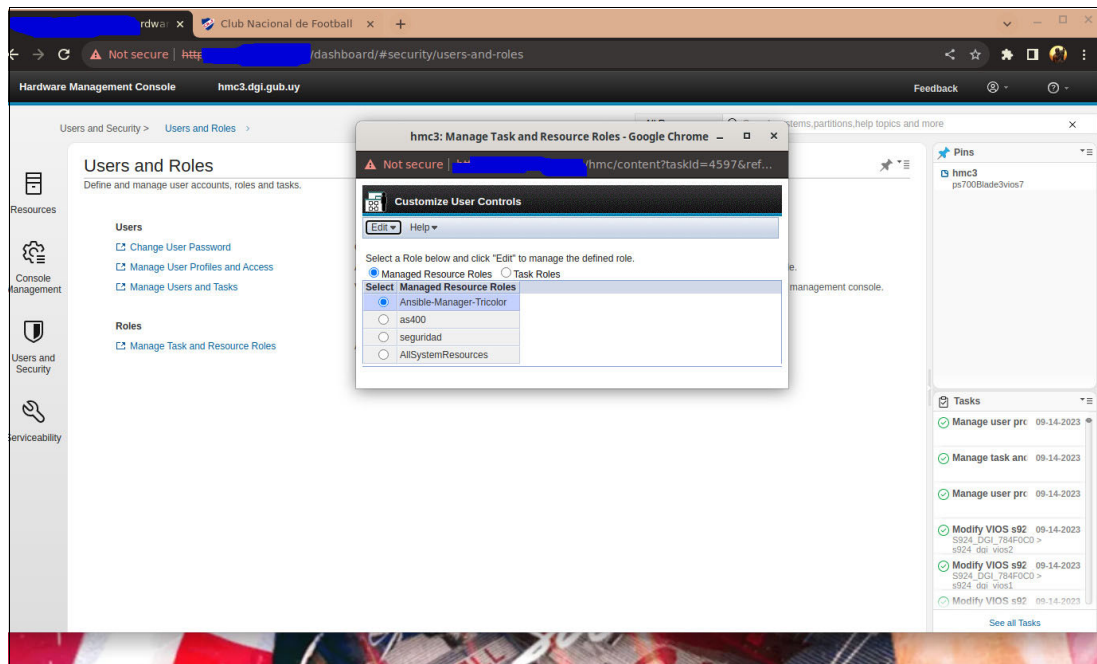 rdwa
Club Nacional de Football
Not secure
/dashboard/#security/users-and-roles
Hardware Management Console hmc3.dgi.gub.uy
Feedback
Users and Security > Users and Roles >
stems,partitions,help topics and more
Users and Roles
Define and manage user accounts, roles and tasks.
Resources
Console
Management
Users and
Security
Serviceability
Users
Change User Password
Manage User Profiles and Access
Manage Users and Tasks
management console.
Roles
Manage Task and Resource Roles
hmc3: Manage Task and Resource Roles - Google Chrome
Not secure
/hmc/content?taskId=4597&ref...
Customize User Controls
Edit Help
Select a Role below and click "Edit" to manage the defined role.
Managed Resource Roles Task Roles
Select Managed Resource Roles
Ansible-Manager-Tricolor
as400
seguridad
AllSystemResources
Pins
hmc3
ps700Blade3vios7
Tasks
Manage user pro 09-14-2023
Manage task and 09-14-2023
Manage user pro 09-14-2023
Modify VIOS s92 09-14-2023
S924_DGI_784F0C0 >
s924_dgi_vios2
Modify VIOS s92 09-14-2023
S924_DGI_784F0C0 >
s924_dgi_vios1
Modify VIOS s92 09-14-2023
See all Tasks